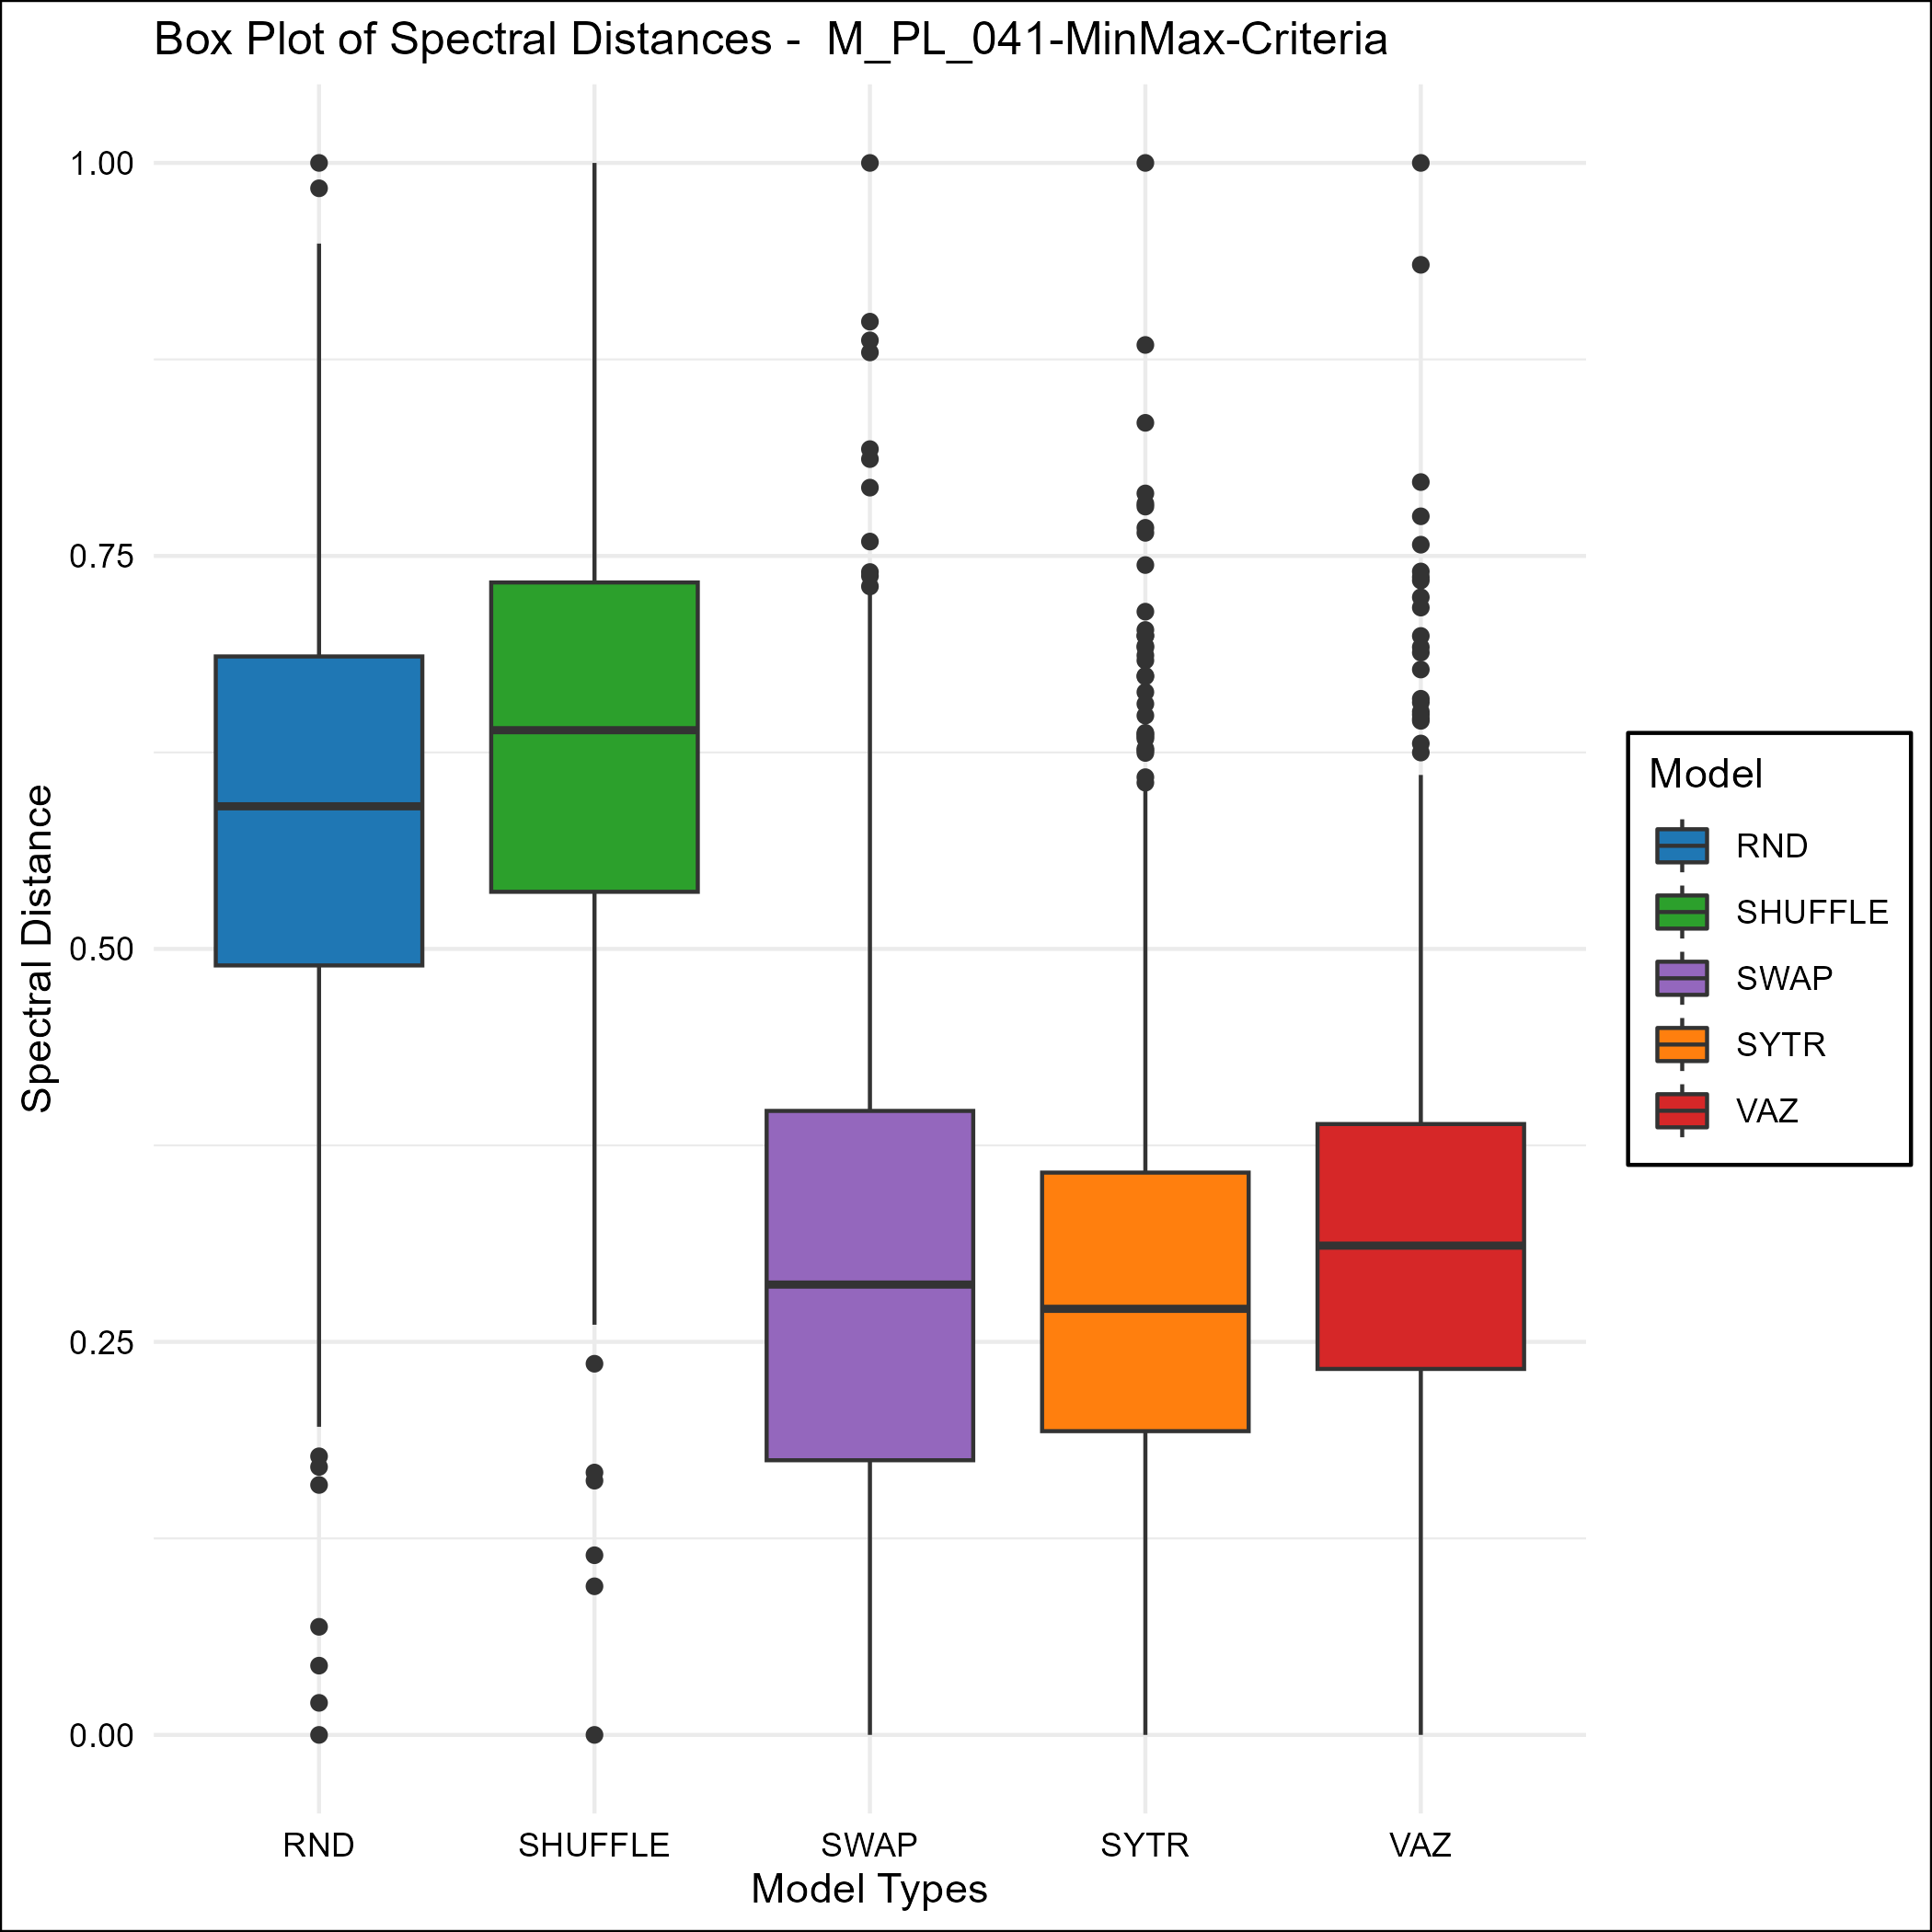 Box Plot of Spectral Distances -  M_PL_041-MinMax-Criteria
1.00
0.75
0.50
0.25
0.00
Spectral Distance
RND
SHUFFLE
SWAP
SYTR
VAZ
Model Types
Model
RND
SHUFFLE
SWAP
SYTR
VAZ